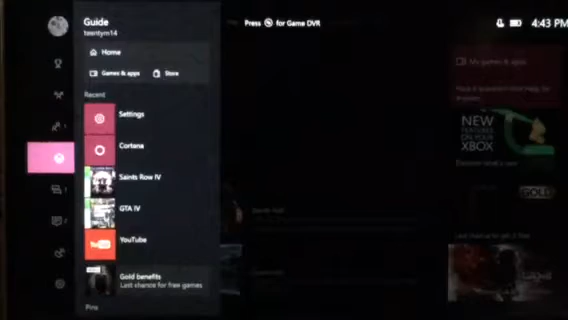 Guide
Press for Game DVR
4:43 PM
Home
Games & apps
Store
Recent
Settings
Cortana
Saints Row IV
GTA IV
YouTube
Gold benefits
Last chance for free games
Pins
My games & apps
NEW
FEATURES
ON YOUR
XBOX
GOLD